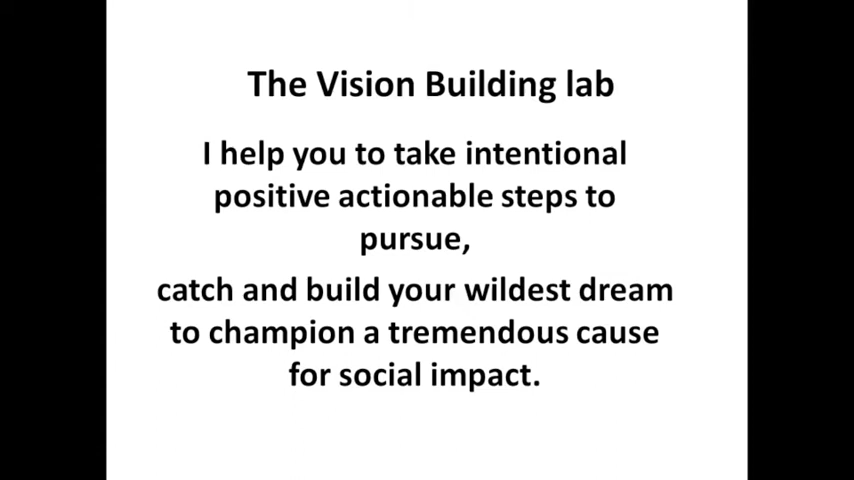 The Vision Building lab
I help you to take intentional
positive actionable steps to
pursue,
catch and build your wildest dream
to champion a tremendous cause
for social impact.